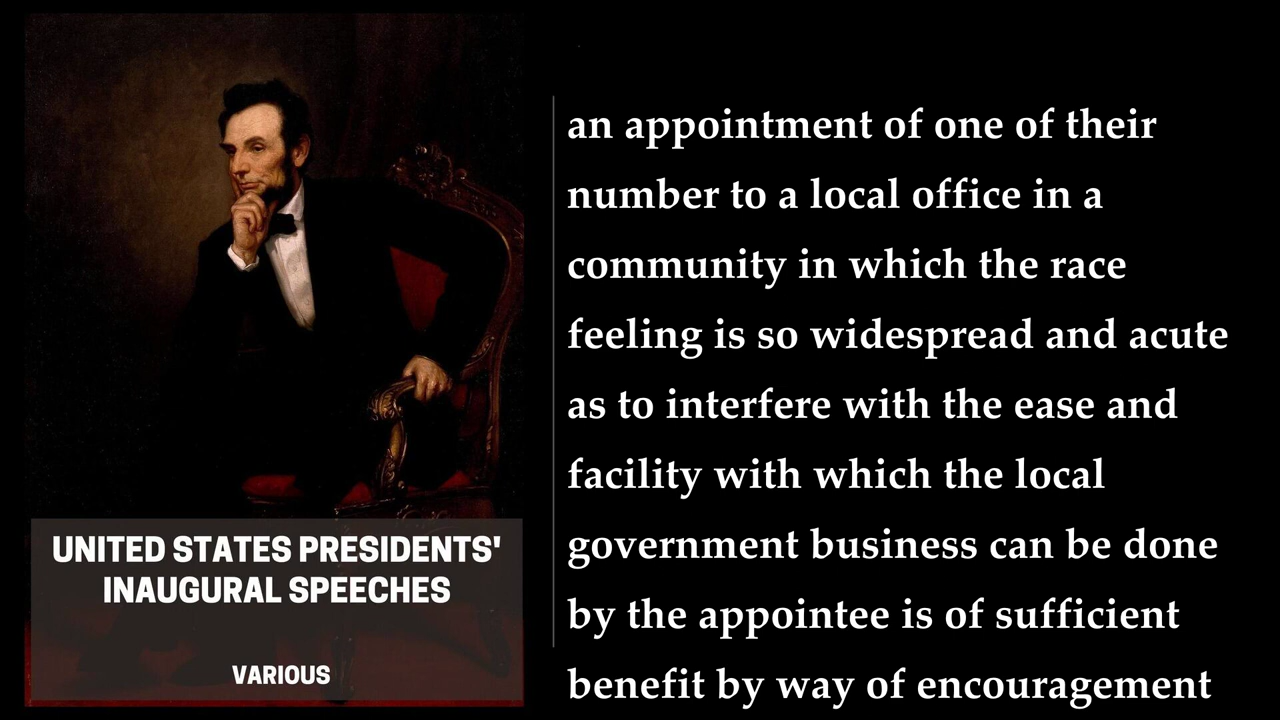 an appointment of one of their
number to a local office in a
community in which the race
feeling is so widespread and acute
as to interfere with the ease and
facility with which the local
government business can be done
by the appointee is of sufficient
benefit by way of encouragement
UNITED STATES PRESIDENTS'
INAUGURAL SPEECHES
VARIOUS